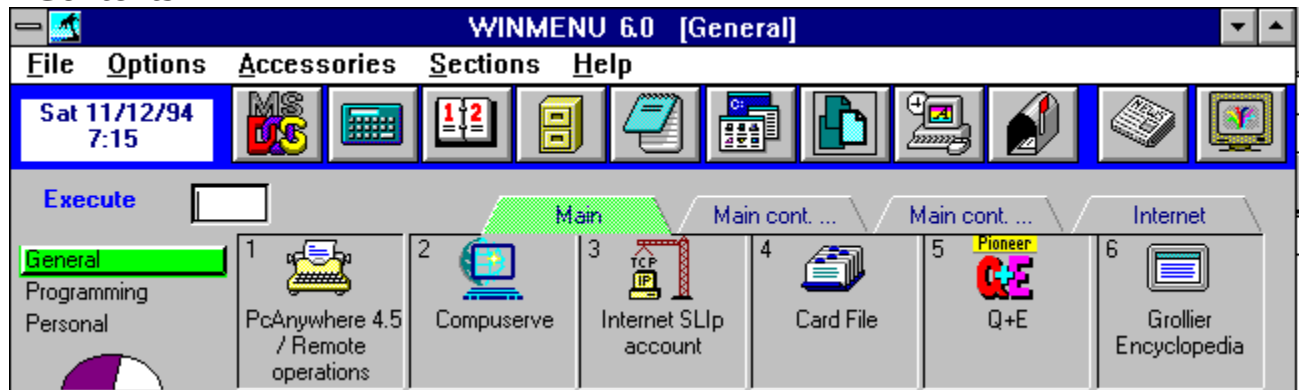 WINMENU 6.0 [General]
File Options Accessories Sections Help
Sat 11/12/94
7:15
MS
DOS
1 2
C:
NEWS
Execute
Main
Main cont. ...
Main cont. ...
Internet
General
Programming
Personal
1
PcAnywhere 4.5
/ Remote
operations
2
Compuserve
3
TCP
IP
Internet SLIp
account
4
Card File
5
Pioneer
Q+E
Q+E
6
Grollier
Encyclopedia